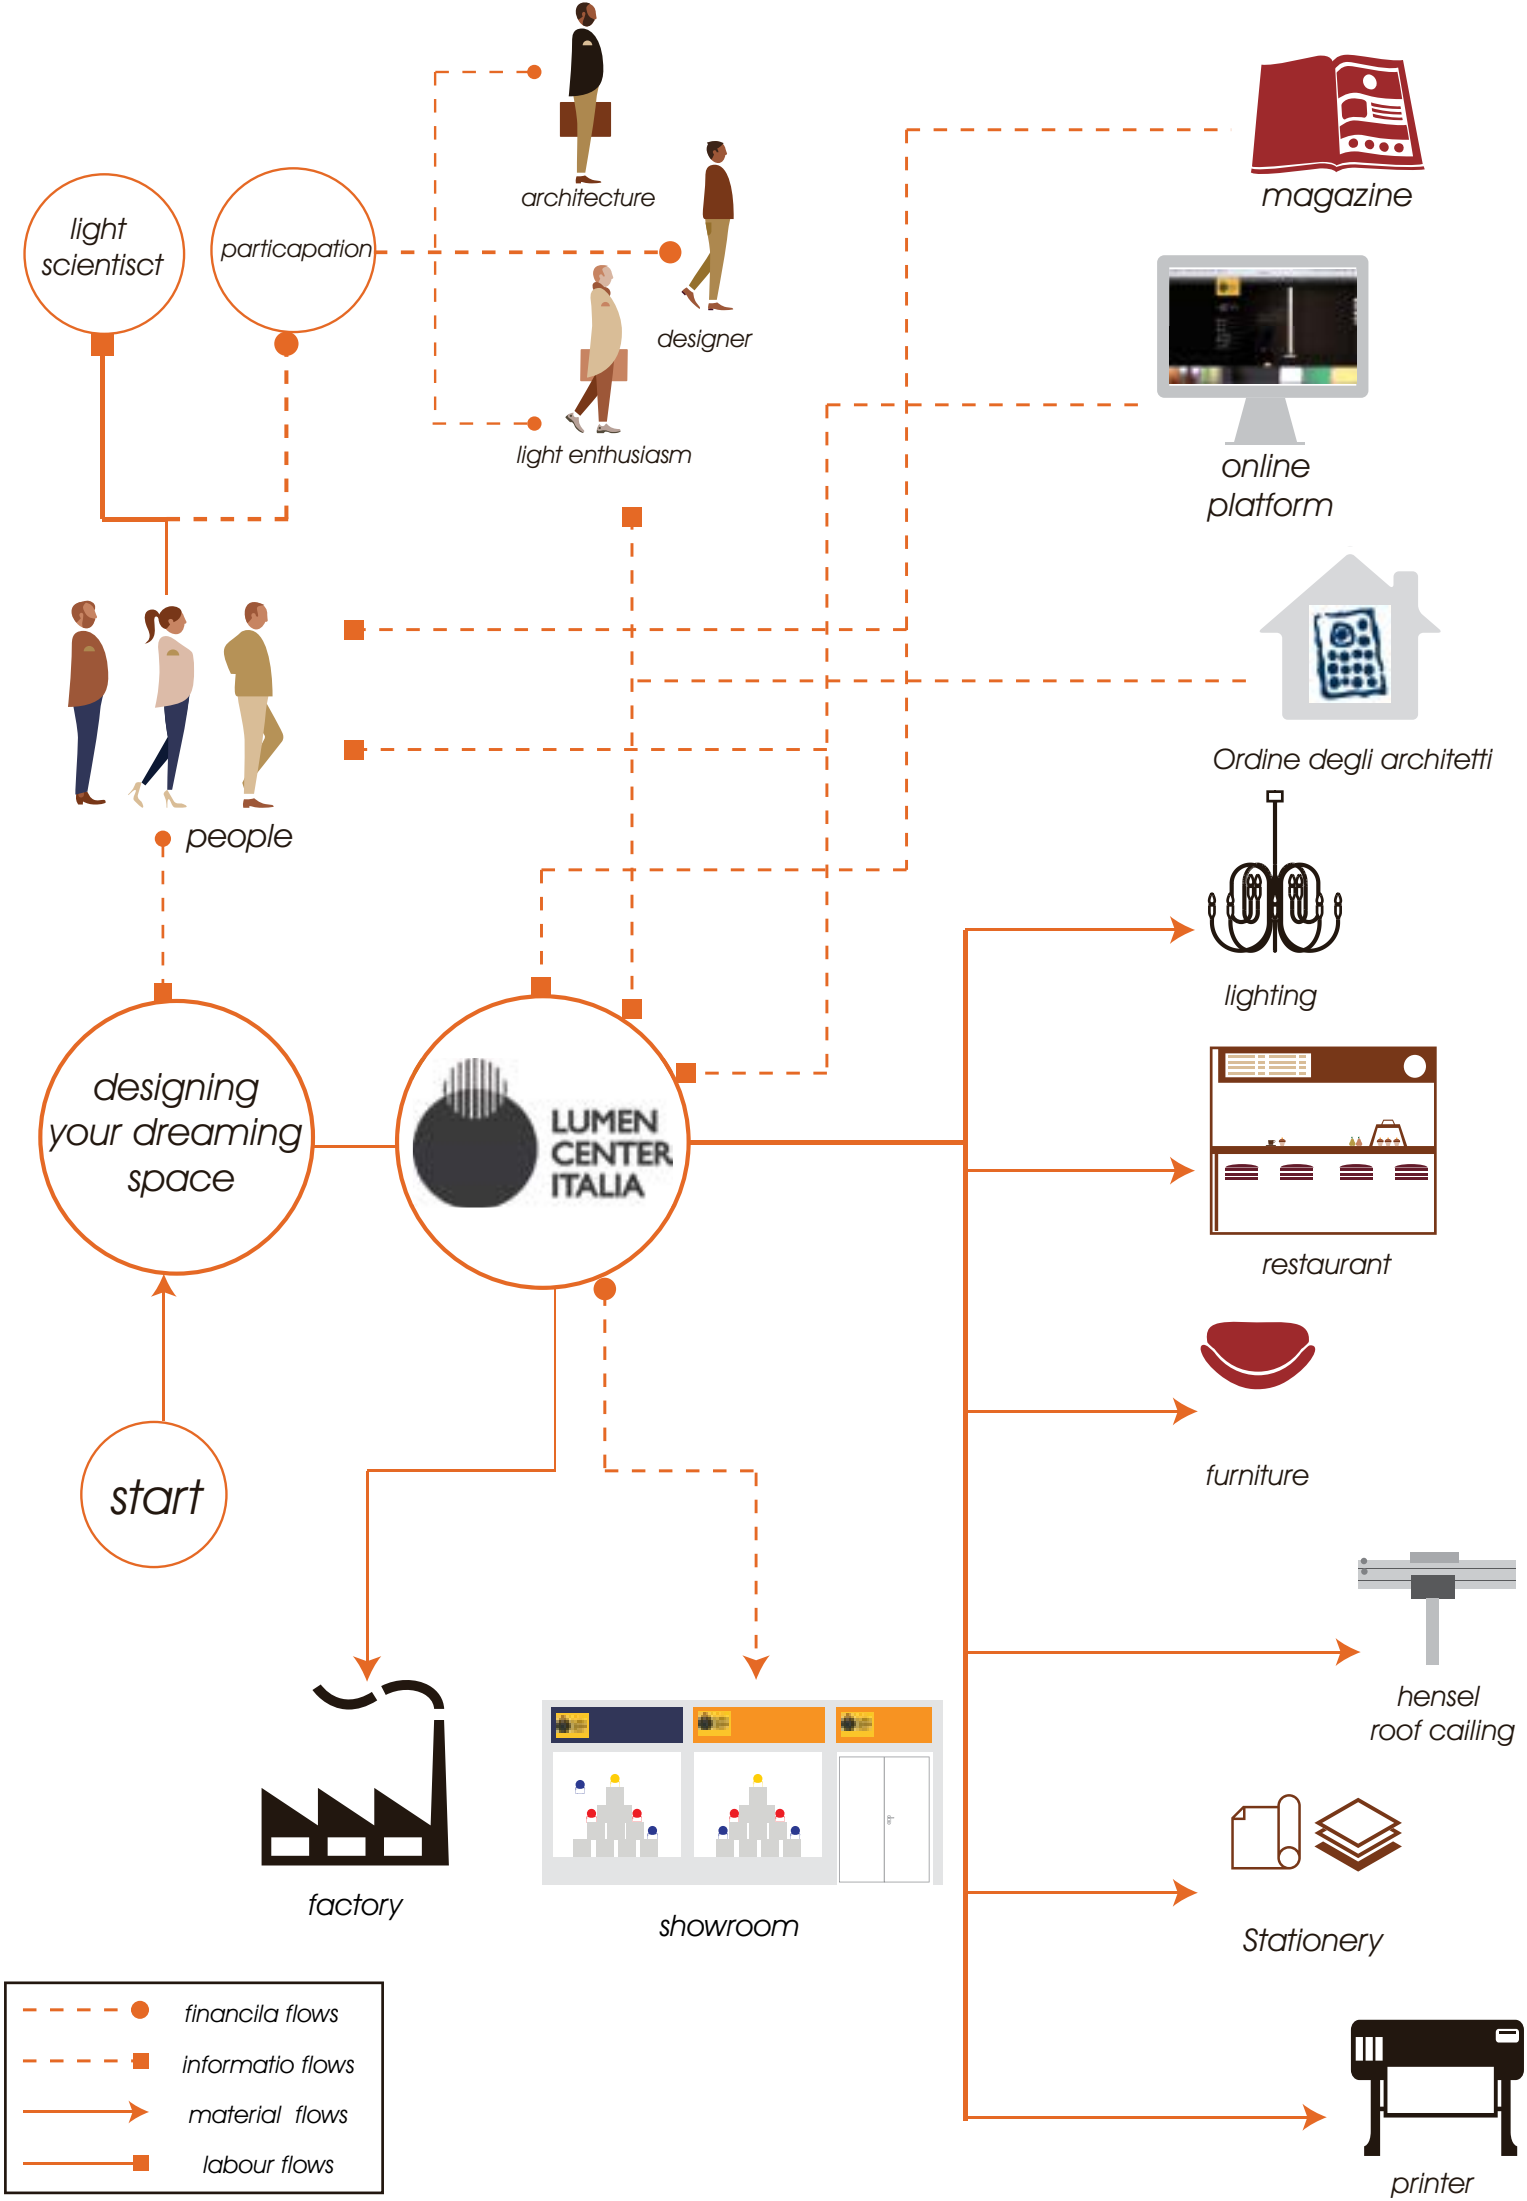 architecture
magazine
light
scientisct
particapation
designer
light enthusiasm
online
platform
Ordine degli architetti
people
lighting
designing
your dreaming
space
LUMEN
CENTER
ITALIA
restaurant
furniture
start
hensel
roof cailing
factory
showroom
Stationery
financila flows
informatio flows
material flows
labour flows
printer